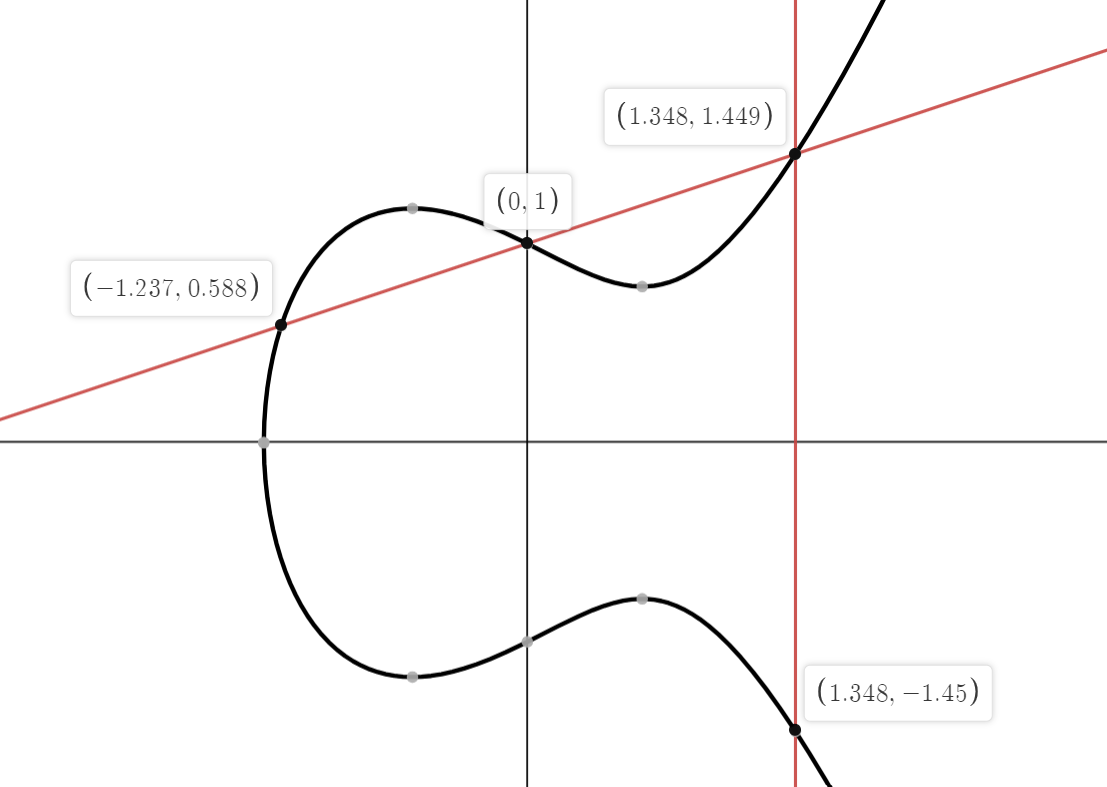 (1.348, 1.449)
(0, 1)
(−1.237, 0.588)
(1.348, −1.45)